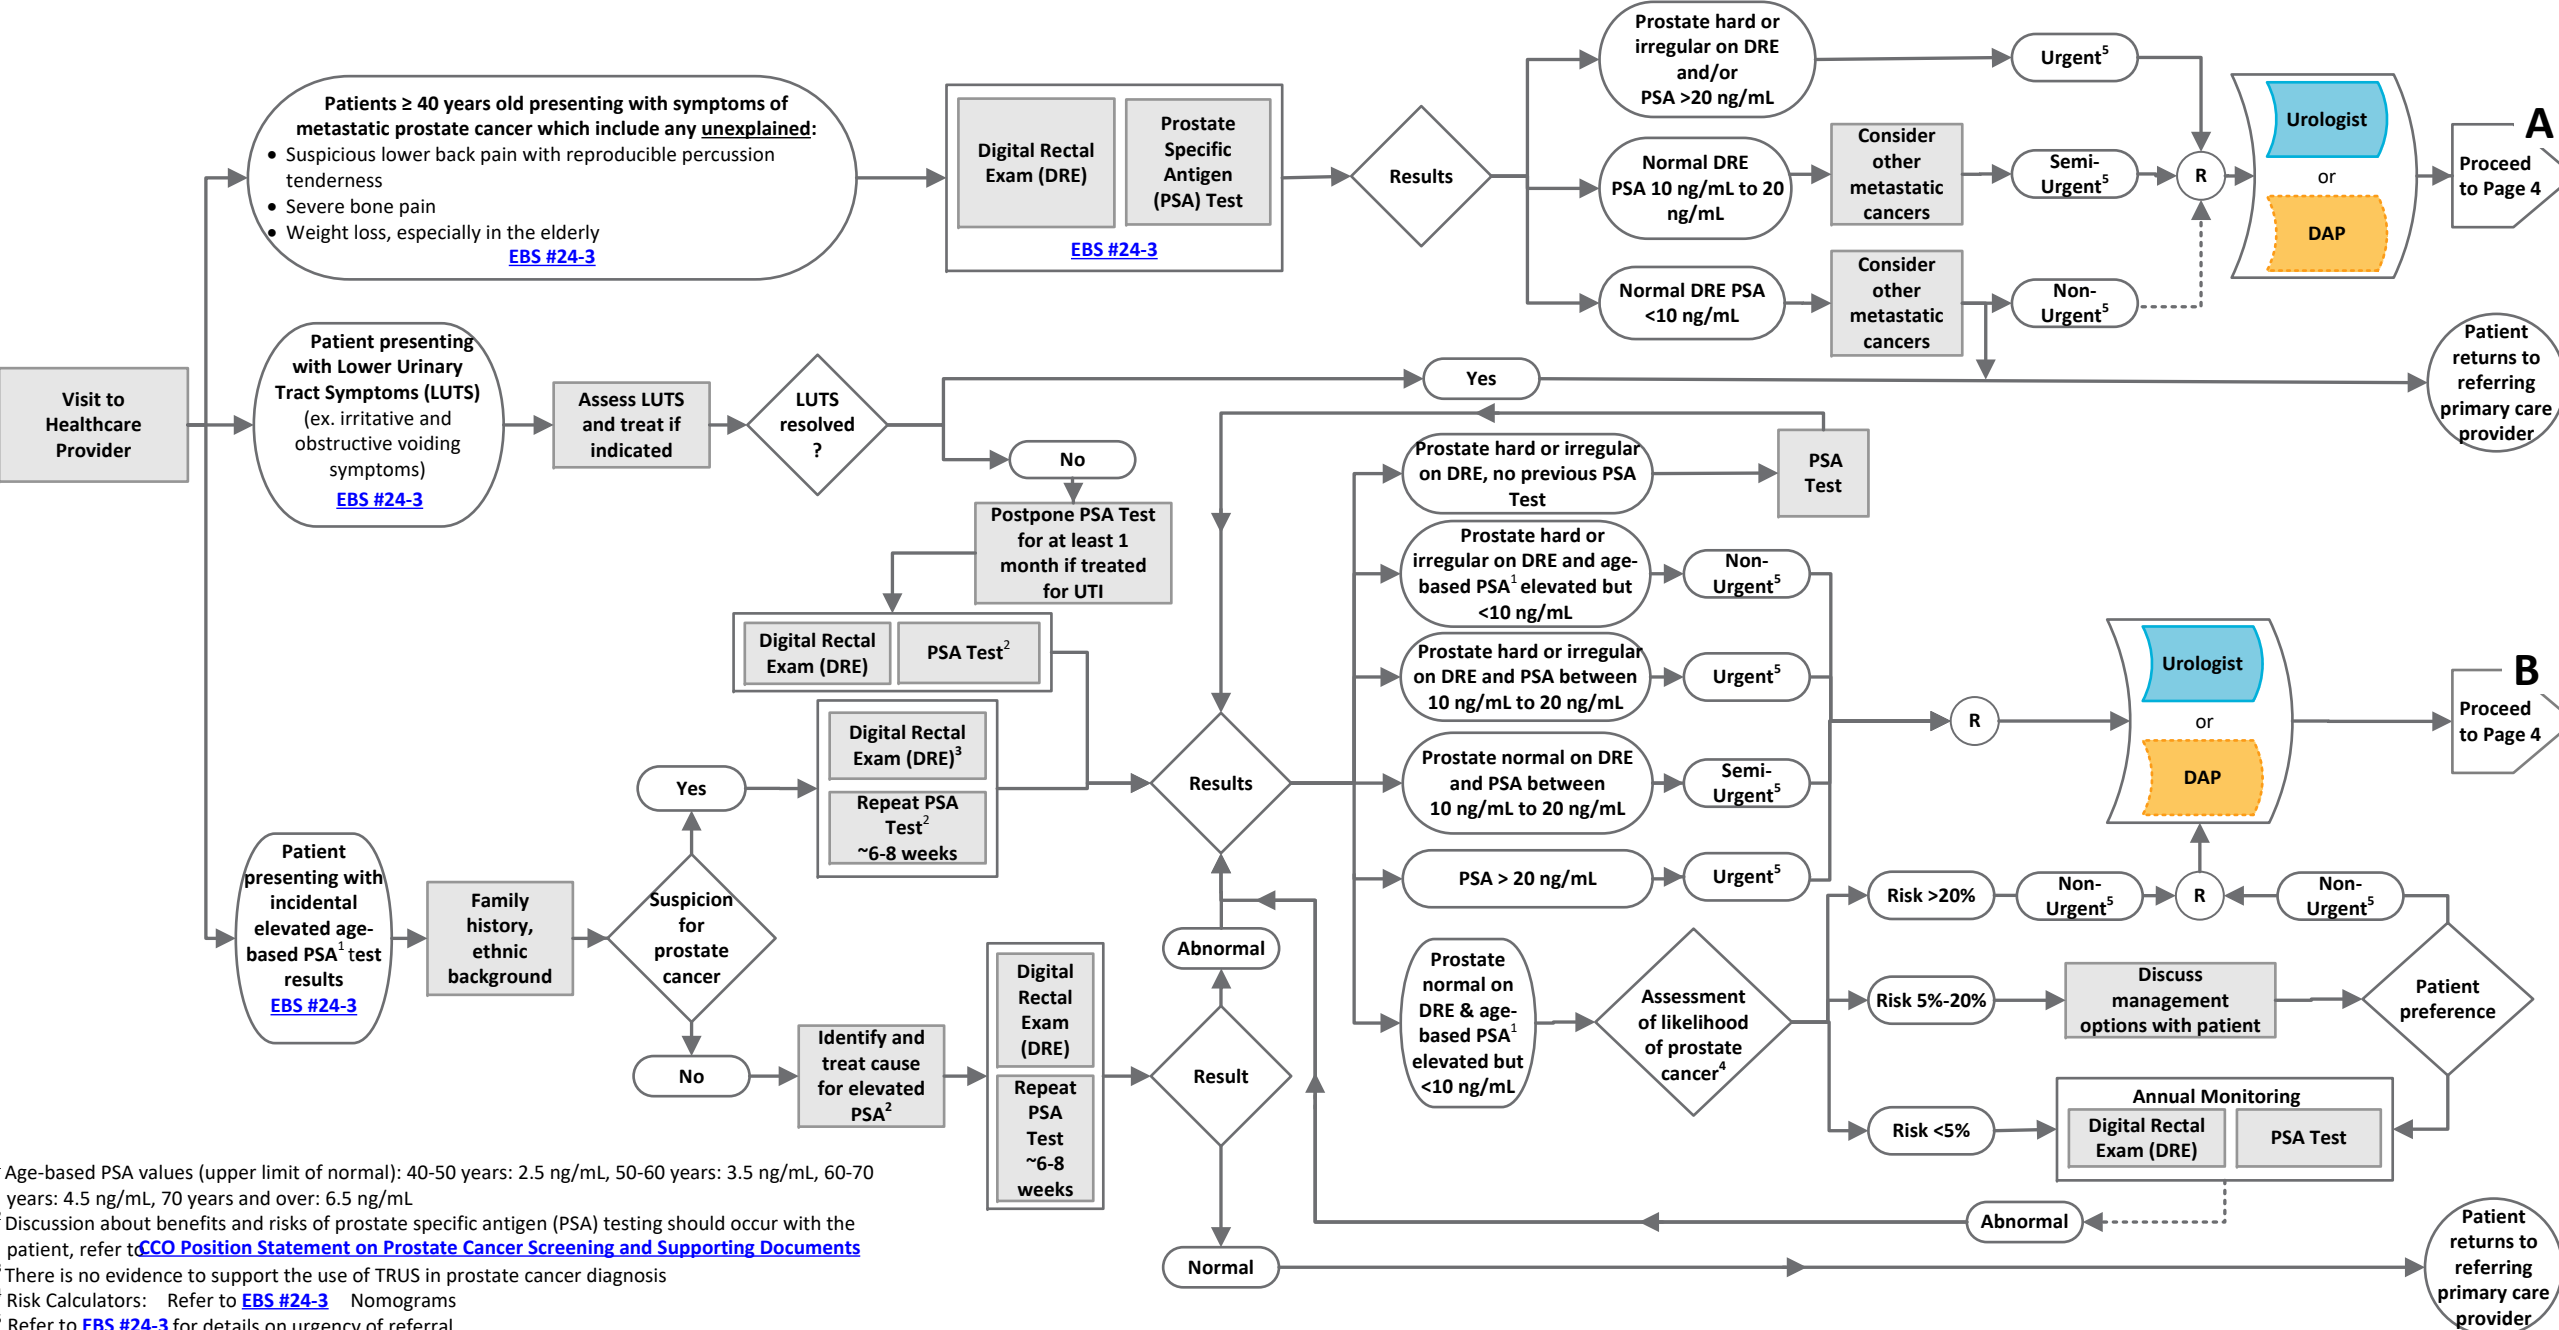 Visit to
Healthcare
Provider
Patients ≥ 40 years old presenting with symptoms of
metastatic prostate cancer which include any unexplained:
• Suspicious lower back pain with reproducible percussion
tenderness
• Severe bone pain
• Weight loss, especially in the elderly
EBS #24-3
Digital Rectal
Exam (DRE)
Prostate
Specific
Antigen
(PSA) Test
EBS #24-3
Results
Prostate hard or
irregular on DRE
and/or
PSA >20 ng/mL
Urgent5
Normal DRE
PSA 10 ng/mL to 20
ng/mL
Consider
other
metastatic
cancers
Semi-
Urgent5
Normal DRE PSA
<10 ng/mL
Consider
other
metastatic
cancers
Non-
Urgent5
R
Urologist
or
DAP
A
Proceed
to Page 4
Patient presenting
with Lower Urinary
Tract Symptoms (LUTS)
(ex. irritative and
obstructive voiding
symptoms)
EBS #24-3
Assess LUTS
and treat if
indicated
LUTS
resolved
?
Yes
Patient
returns to
referring
primary care
provider
No
Postpone PSA Test
for at least 1
month if treated
for UTI
Digital Rectal
Exam (DRE)
PSA Test2
Patient
presenting with
incidental
elevated age-
based PSA1 test
results
EBS #24-3
Family
history,
ethnic
background
Suspicion
for
prostate
cancer
Yes
Digital Rectal
Exam (DRE)3
Repeat PSA
Test2
~6-8 weeks
No
Identify and
treat cause
for elevated
PSA2
Digital
Rectal
Exam
(DRE)
Repeat
PSA
Test
~6-8
weeks
Result
Abnormal
Normal
Results
Prostate hard or irregular
on DRE, no previous PSA
Test
PSA
Test
Prostate hard or
irregular on DRE and age-
based PSA1 elevated but
<10 ng/mL
Non-
Urgent5
Prostate hard or irregular
on DRE and PSA between
10 ng/mL to 20 ng/mL
Urgent5
Prostate normal on DRE
and PSA between
10 ng/mL to 20 ng/mL
Semi-
Urgent5
PSA > 20 ng/mL
Urgent5
R
Urologist
or
DAP
B
Proceed
to Page 4
Prostate
normal on
DRE & age-
based PSA1
elevated but
<10 ng/mL
Assessment
of likelihood
of prostate
cancer4
Risk >20%
Non-
Urgent5
R
Non-
Urgent5
Risk 5%-20%
Discuss
management
options with patient
Patient
preference
Risk <5%
Annual Monitoring
Digital Rectal
Exam (DRE)
PSA Test
Abnormal
Patient
returns to
referring
primary care
provider
Age-based PSA values (upper limit of normal): 40-50 years: 2.5 ng/mL, 50-60 years: 3.5 ng/mL, 60-70
years: 4.5 ng/mL, 70 years and over: 6.5 ng/mL
Discussion about benefits and risks of prostate specific antigen (PSA) testing should occur with the
patient, refer to CCO Position Statement on Prostate Cancer Screening and Supporting Documents
There is no evidence to support the use of TRUS in prostate cancer diagnosis
Risk Calculators: Refer to EBS #24-3 Nomograms
Refer to EBS #24-3 for details on urgency of referral